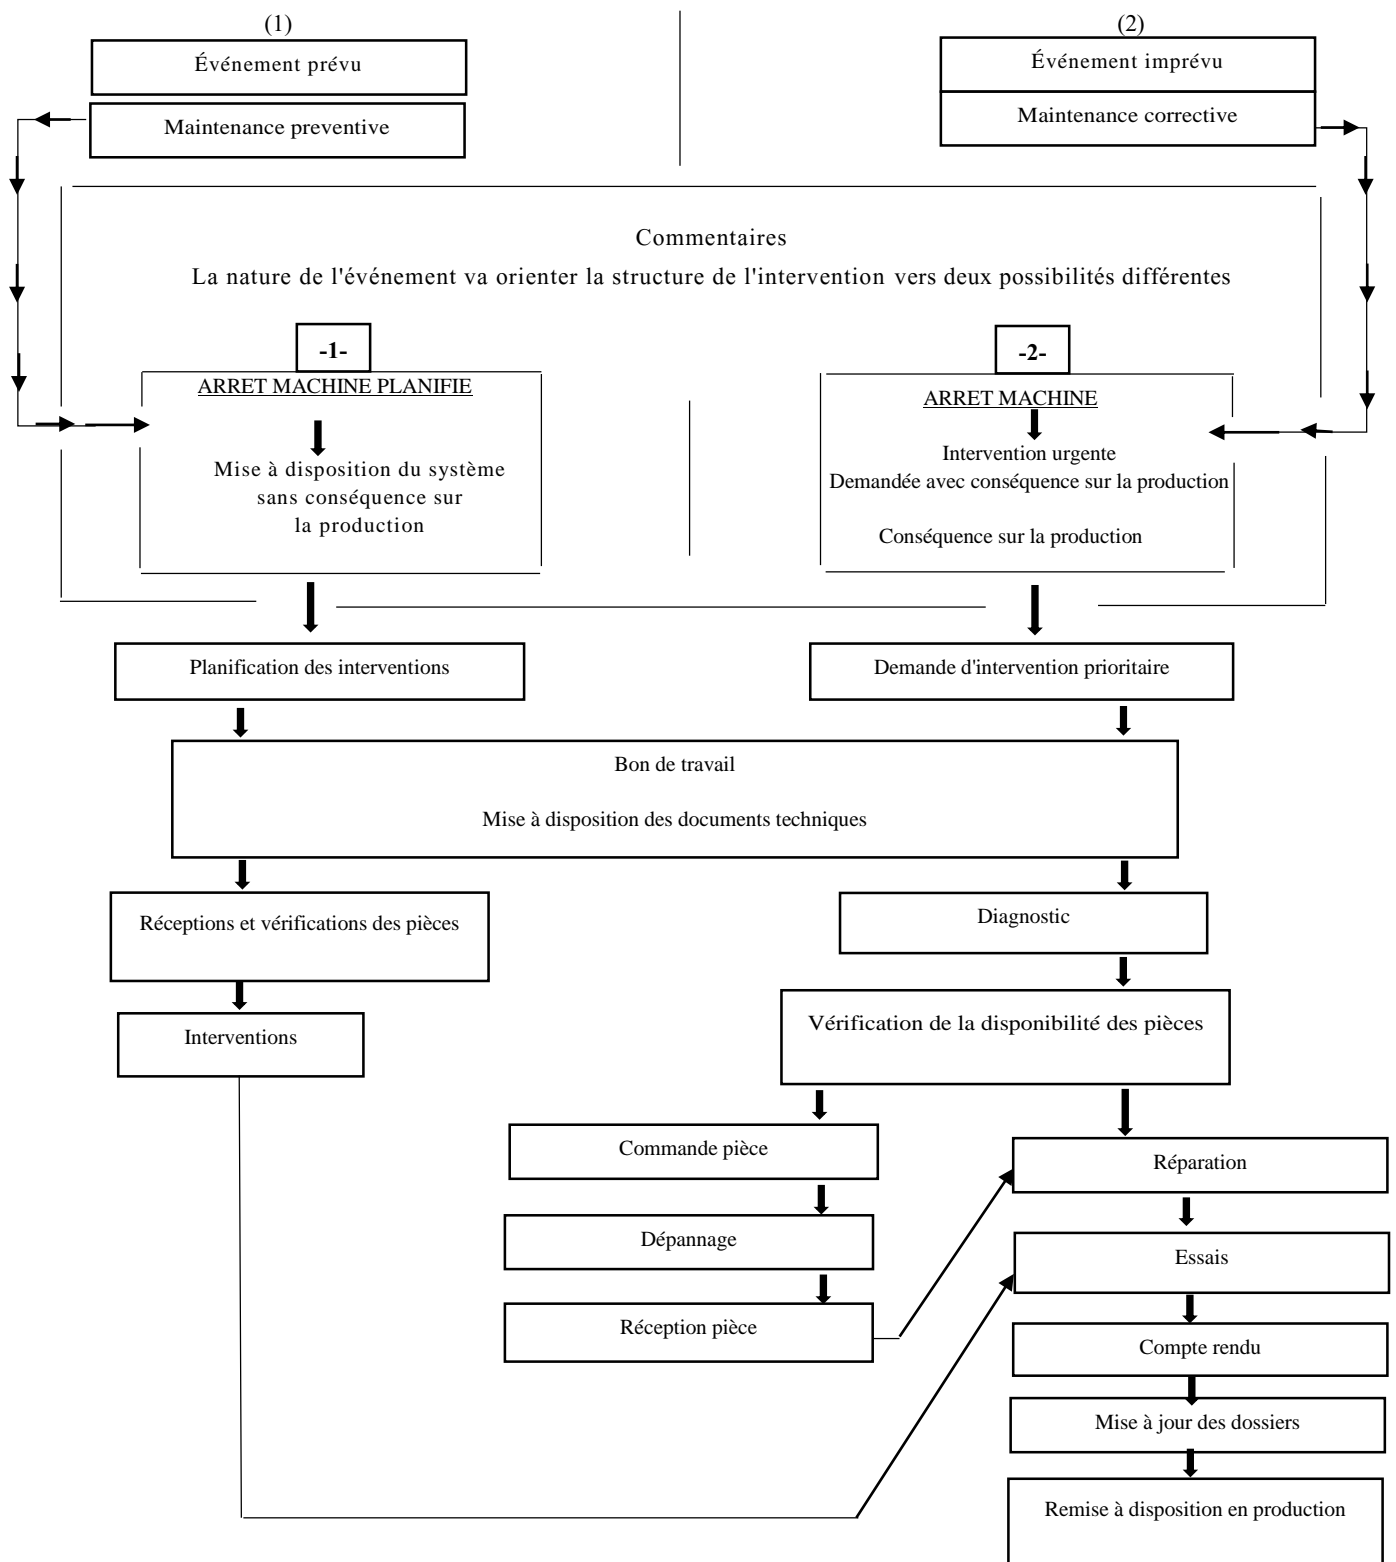 (1)
(2)
Événement prévu
Événement imprévu
Maintenance preventive
Maintenance corrective
Commentaires
La nature de l'événement va orienter la structure de l'intervention vers deux possibilités différentes
-1-
ARRET MACHINE PLANIFIE
Mise à disposition du système
sans conséquence sur
la production
-2-
ARRET MACHINE
Intervention urgente
Demandée avec conséquence sur la production
Conséquence sur la production
Planification des interventions
Demande d'intervention prioritaire
Bon de travail
Mise à disposition des documents techniques
Réceptions et vérifications des pièces
Diagnostic
Interventions
Vérification de la disponibilité des pièces
Commande pièce
Réparation
Dépannage
Essais
Réception pièce
Compte rendu
Mise à jour des dossiers
Remise à disposition en production